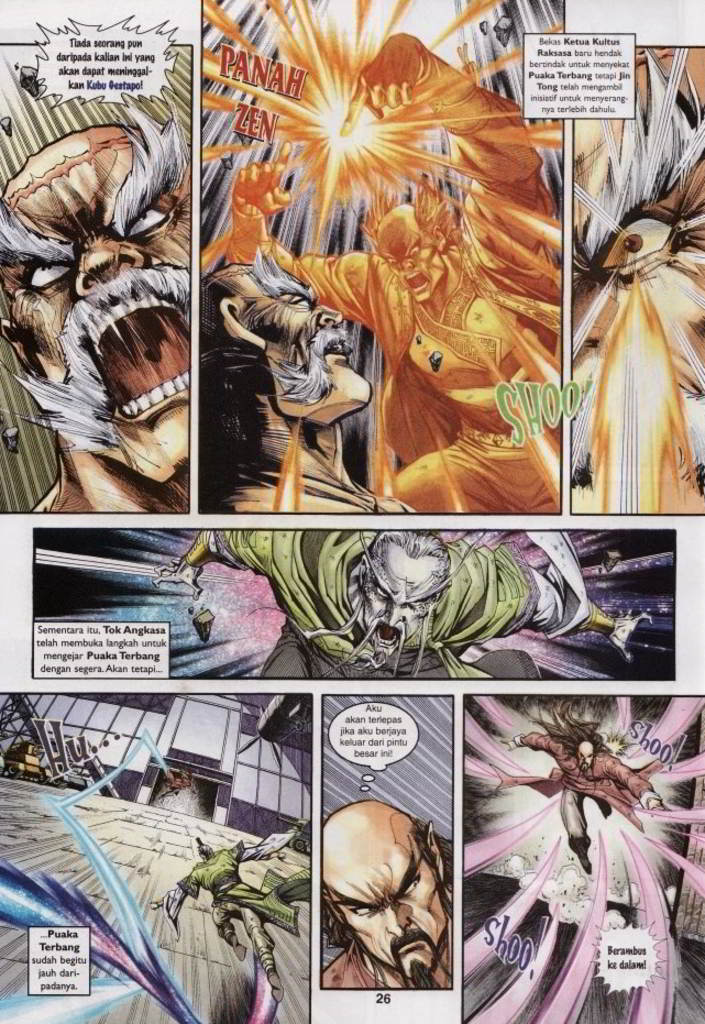 Tiada seorang pun
daripada kalian ini yang
akan dapat meninggal-
kan Kubu Gestapo!
PANAH
ZEN
Bekas Ketua Kultus
Raksasa baru hendak
bertindak untuk menyekat
Puaka Terbang tetapi Jin
Tong telah mengambil
inisiatif untuk menyerang-
nya terlebih dahulu.
SHOO!
Sementara itu, Tok Angkasa
telah membuka langkah untuk
mengejar Puaka Terbang
dengan segera. Akan tetapi...
Hu...
...Puaka
Terbang
sudah begitu
jauh dari-
padanya.
Aku
akan terlepas
jika aku berjaya
keluar dari pintu
besar ini!
Shoo!
Shoo!
Berambus
ke dalam!
26